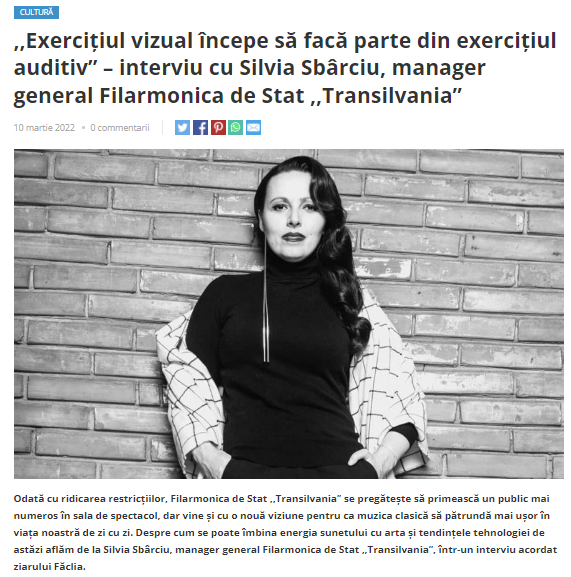 CULTURĂ
,,Exercițiul vizual începe să facă parte din exercițiul
auditiv” – interviu cu Silvia Sbârciu, manager
general Filarmonica de Stat ,,Transilvania”
10 martie 2022 • 0 comentarii
Odată cu ridicarea restricțiilor, Filarmonica de Stat ,,Transilvania” se pregătește să primească un public mai
numeros în sala de spectacol, dar vine și cu o nouă viziune pentru ca muzica clasică să pătrundă mai ușor în
viața noastră de zi cu zi. Despre cum se poate îmbina energia sunetului cu arta și tendințele tehnologiei de
astăzi aflăm de la Silvia Sbârciu, manager general Filarmonica de Stat ,,Transilvania”, într-un interviu acordat
ziarului Făclia.